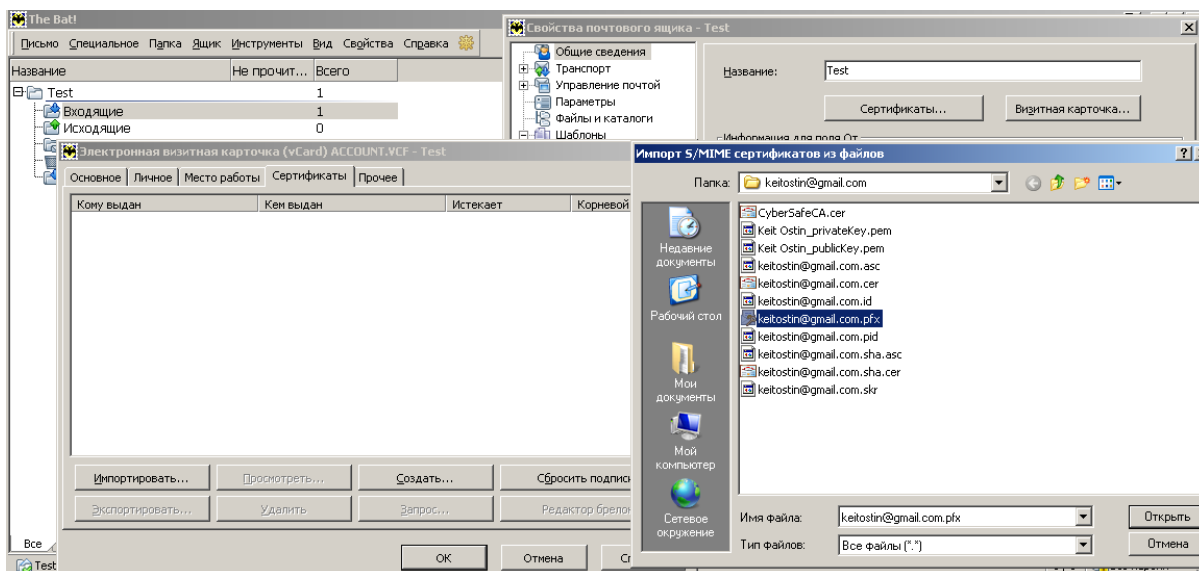 The Bat!
Письмо Специальное Папка Ящик Инструменты Вид Свойства Справка
Название Не прочит... Всего
Test 1
Входящие 1
Исходящие 0
Свойства почтового ящика - Test
Общие сведения
Транспорт
Управление почтой
Параметры
Файлы и каталоги
Шаблоны
Название: Test
Сертификаты... Визитная карточка...
Информация для поля От
Электронная визитная карточка (vCard) ACCOUNT.VCF - Test
Основное Личное Место работы Сертификаты Прочее
Кому выдан Кем выдан Истекает Корневой
Импортировать... Просмотреть... Создать... Сбросить подписи
Экспортировать... Удалить Запрос... Редактор
OK Отмена
Все
Test
Импорт S/MIME сертификатов из файлов
Папка: keitostin@gmail.com
Недавние
документы
Рабочий стол
Мои
документы
Мой
компьютер
Сетевое
окружение
CyberSafeCA.cer
Keit Ostin_privateKey.pem
Keit Ostin_publicKey.pem
keitostin@gmail.com.asc
keitostin@gmail.com.cer
keitostin@gmail.com.id
keitostin@gmail.com.pfx
keitostin@gmail.com.pid
keitostin@gmail.com.sha.asc
keitostin@gmail.com.sha.cer
keitostin@gmail.com.skr
Имя файла: keitostin@gmail.com.pfx Открыть
Тип файлов: Все файлы (*.*) Отмена